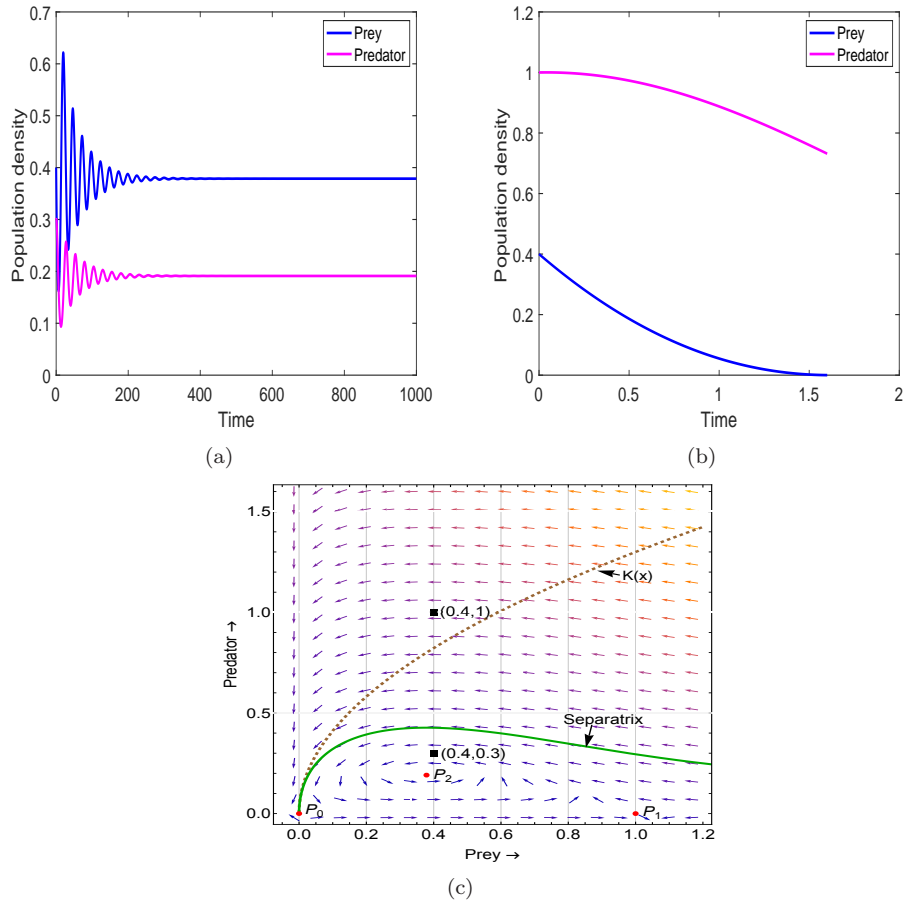 0.7
0.6
0.5
0.4
0.3
0.2
0.1
0
Population density
0 200 400 600 800 1000
Time
Prey
Predator
(a)
1.2
1
0.8
0.6
0.4
0.2
0
Population density
0 0.5 1 1.5 2
Time
Prey
Predator
(b)
1.5
1.0
0.5
0.0
Predator →
K(x)
(0.4,1)
Separatrix
(0.4,0.3)
P2
P0
P1
0.0 0.2 0.4 0.6 0.8 1.0 1.2
Prey →
(c)